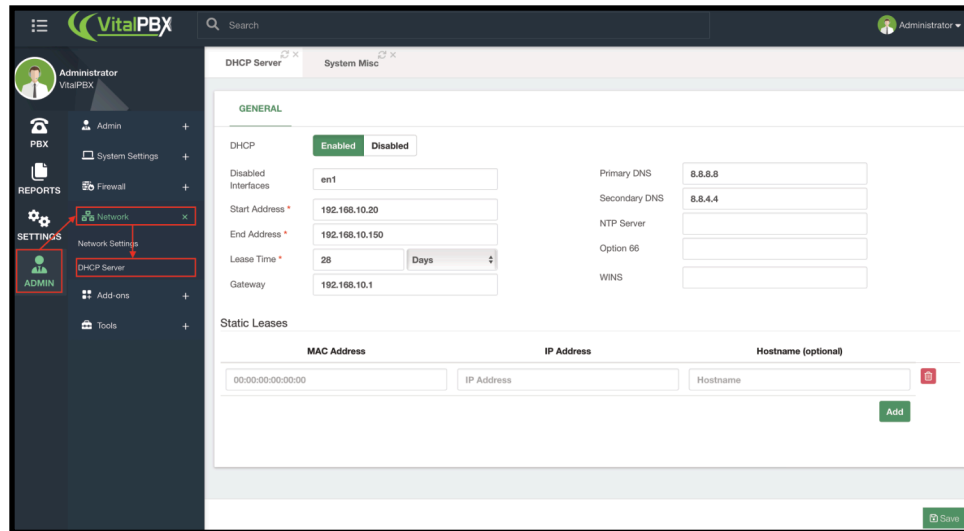 VitalPBX
Search
Administrator
Administrator
VitalPBX
PBX
REPORTS
SETTINGS
ADMIN
Admin +
System Settings +
Firewall +
Network ×
Network Settings
DHCP Server
Add-ons +
Tools +
DHCP Server
System Misc
GENERAL
DHCP Enabled Disabled
Disabled
Interfaces
en1
Start Address * 192.168.10.20
End Address * 192.168.10.150
Lease Time * 28 Days
Gateway 192.168.10.1
Primary DNS 8.8.8.8
Secondary DNS 8.8.4.4
NTP Server
Option 66
WINS
Static Leases
MAC Address IP Address Hostname (optional)
00:00:00:00:00:00 IP Address Hostname
Add
Save